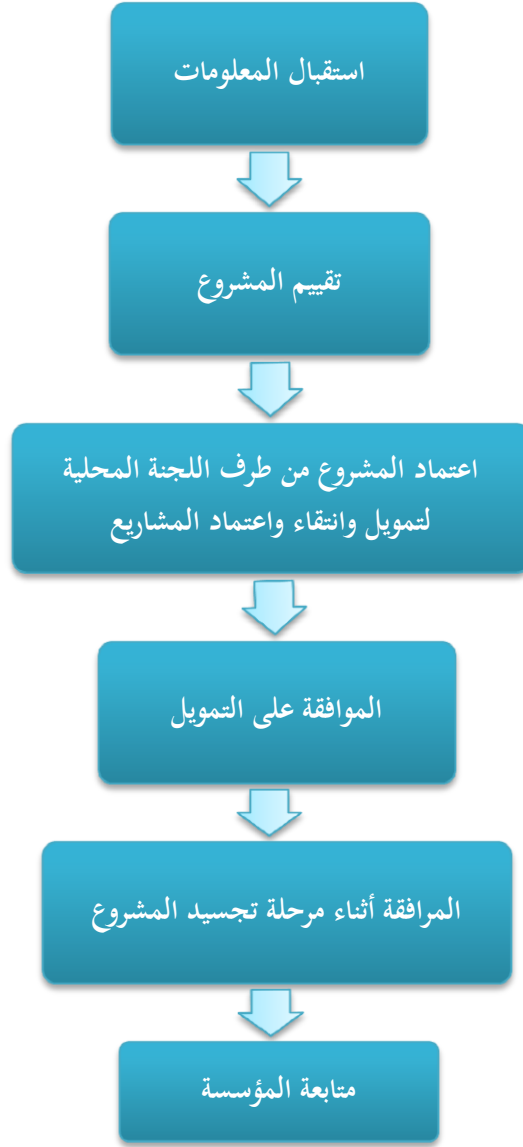 استقبال المعلومات
تقييم المشروع
اعتماد المشروع من طرف اللجنة المحلية
لتمويل وانتقاء واعتماد المشاريع
الموافقة على التمويل
المرافقة أثناء مرحلة تجسيد المشروع
متابعة المؤسسة